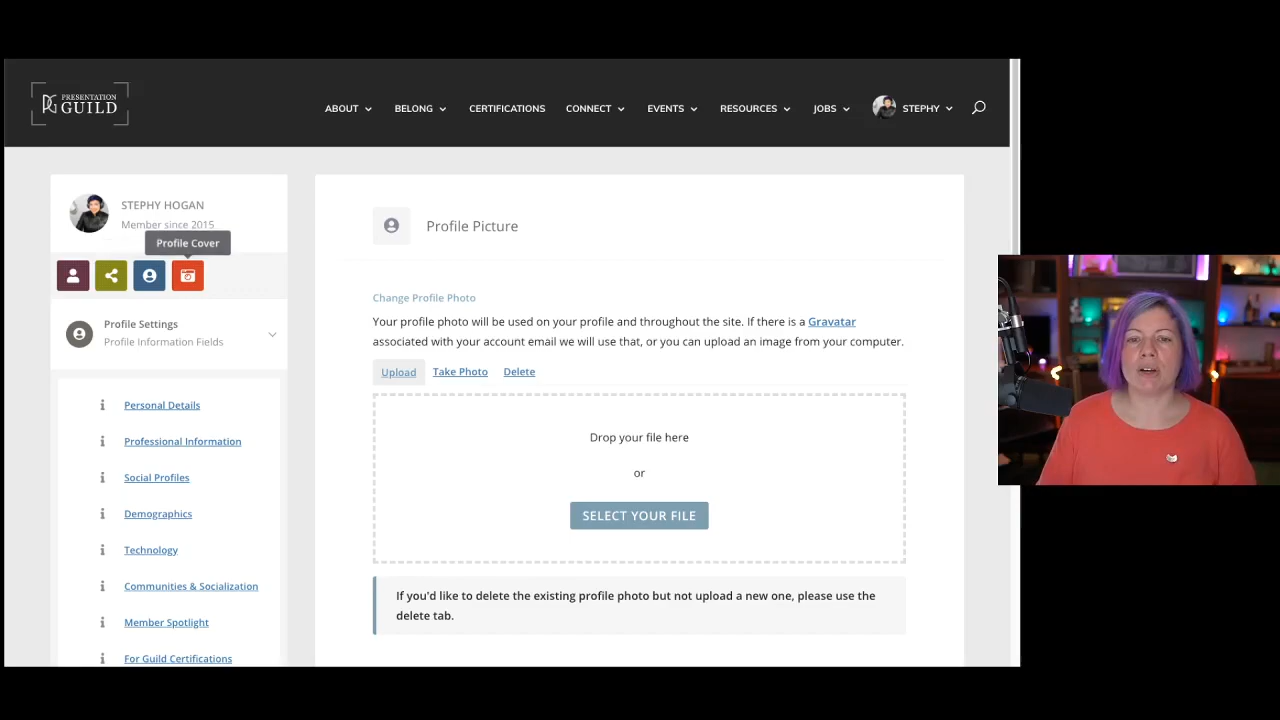 PRESENTATION
GUILD
ABOUT
BELONG
CERTIFICATIONS
CONNECT
EVENTS
RESOURCES
JOBS
STEPHY
STEPHY HOGAN
Member since 2015
Profile Cover
Profile Settings
Profile Information Fields
Personal Details
Professional Information
Social Profiles
Demographics
Technology
Communities & Socialization
Member Spotlight
For Guild Certifications
Profile Picture
Change Profile Photo
Your profile photo will be used on your profile and throughout the site. If there is a Gravatar
associated with your account email we will use that, or you can upload an image from your computer.
Upload
Take Photo
Delete
Drop your file here
or
SELECT YOUR FILE
If you'd like to delete the existing profile photo but not upload a new one, please use the
delete tab.